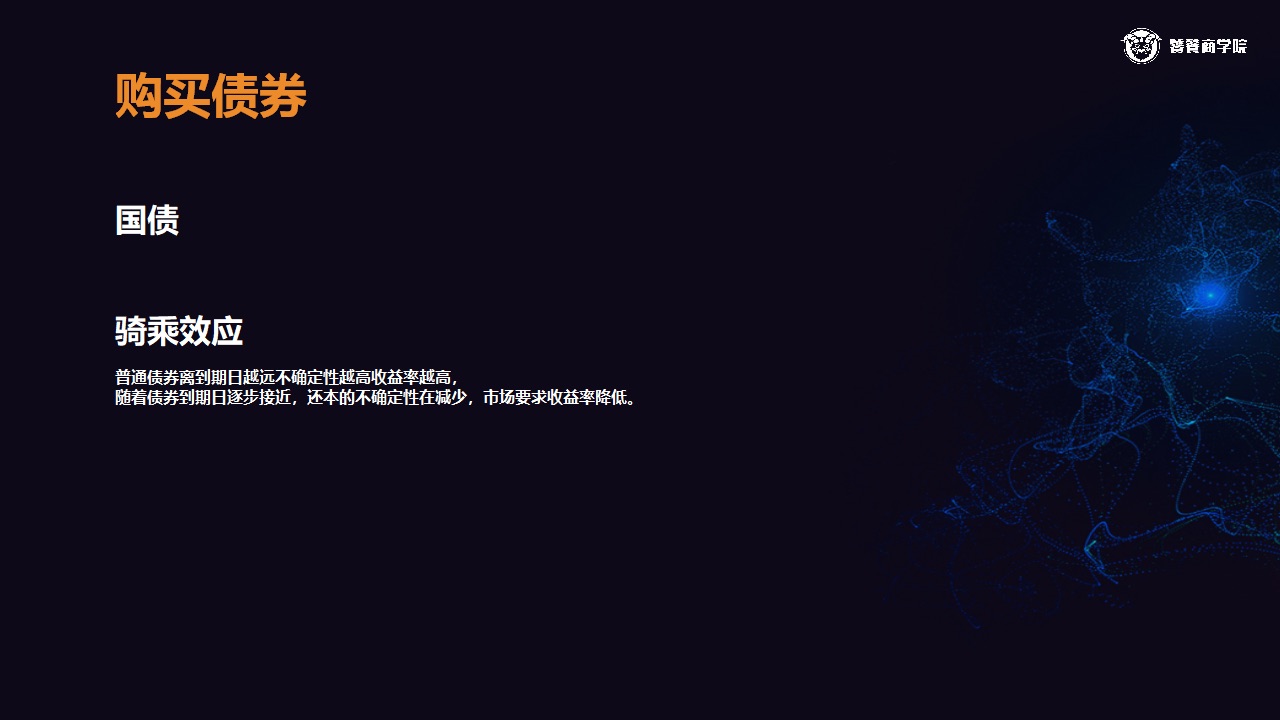 饕餮商学院
购买债券
国债
骑乘效应
普通债券离到期日越远不确定性越高收益率越高，
随着债券到期日逐步接近，还本的不确定性在减少，市场要求收益率降低。